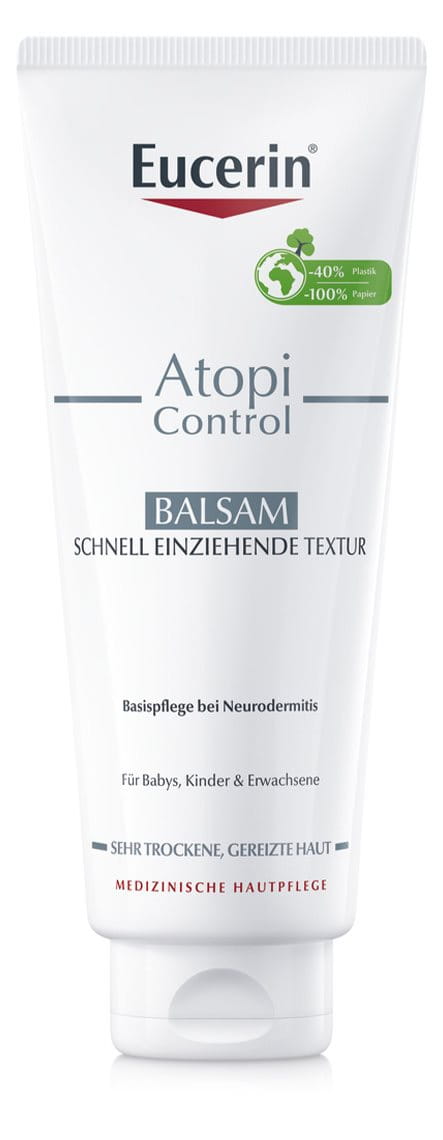 Eucerin®
-40% Plastik
-100% Papier
Atopi
Control
BALSAM
SCHNELL EINZIEHENDE TEXTUR
Basispflege bei Neurodermitis
Für Babys, Kinder & Erwachsene
SEHR TROCKENE, GEREIZTE HAUT
MEDIZINISCHE HAUTPFLEGE